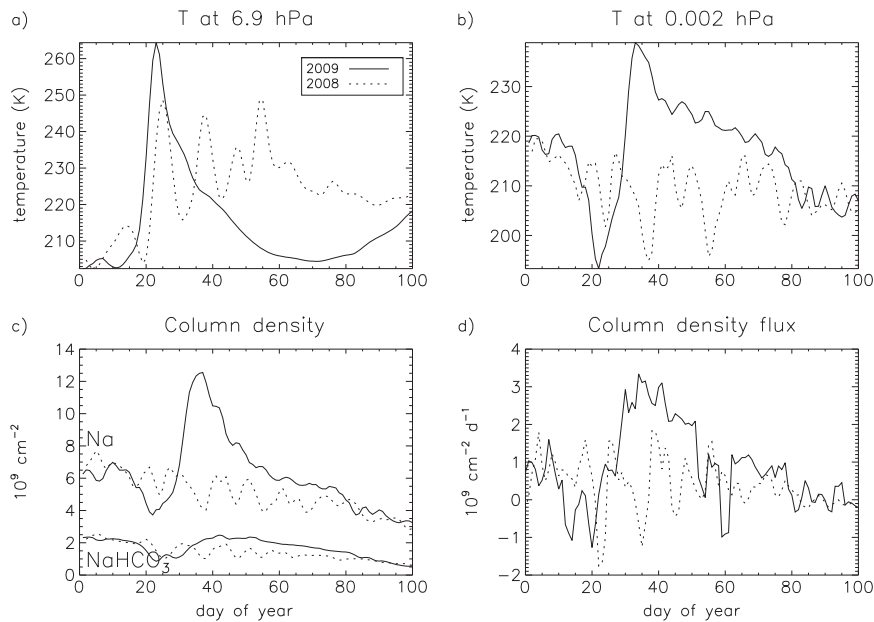 a) T at 6.9 hPa
temperature (K)
260
250
240
230
220
210
2009
2008
0 20 40 60 80 100
b) T at 0.002 hPa
temperature (K)
230
220
210
200
0 20 40 60 80 100
c) Column density
10⁹ cm⁻²
14
12
10
8
6
4
2
0
Na
NaHCO₃
0 20 40 60 80 100
day of year
d) Column density flux
10⁹ cm⁻² d⁻¹
4
3
2
1
0
-1
-2
0 20 40 60 80 100
day of year